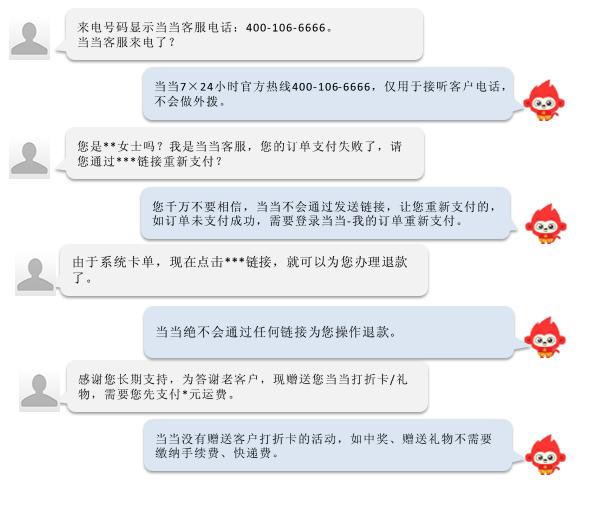 来电号码显示当当客服电话：400-106-6666。
当当客服来电了？
当当7×24小时官方热线400-106-6666，仅用于接听客户电话，
不会做外拨。
您是**女士吗？我是当当客服，您的订单支付失败了，请
您通过***链接重新支付？
您千万不要相信，当当不会通过发送链接，让您重新支付的，
如订单未支付成功，需要登录当当-我的订单重新支付。
由于系统卡单，现在点击***链接，就可以为您办理退款
了。
当当绝不会通过任何链接为您操作退款。
感谢您长期支持，为答谢老客户，现赠送您当当打折卡/礼
物，需要您先支付*元运费。
当当没有赠送客户打折卡的活动，如中奖、赠送礼物不需要
缴纳手续费、快递费。